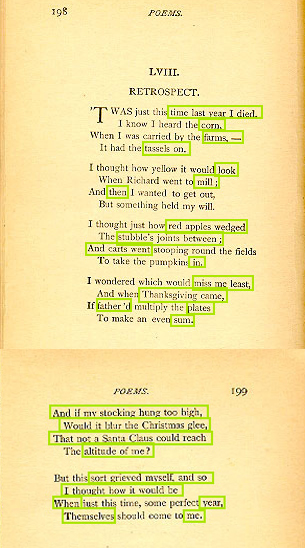 198 POEMS.
LVIII.
RETROSPECT.
'T WAS just this time last year I died.
I know I heard the corn,
When I was carried by the farms, —
It had the tassels on.
I thought how yellow it would look
When Richard went to mill ;
And then I wanted to get out,
But something held my will.
I thought just how red apples wedged
The stubble's joints between ;
And carts went stooping round the fields
To take the pumpkins in.
I wondered which would miss me least,
And when Thanksgiving came,
If father'd multiply the plates
To make an even sum.
POEMS. 199
And if my stocking hung too high,
Would it blur the Christmas glee,
That not a Santa Claus could reach
The altitude of me ?
But this sort grieved myself, and so
I thought how it would be
When just this time, some perfect year,
Themselves should come to me.